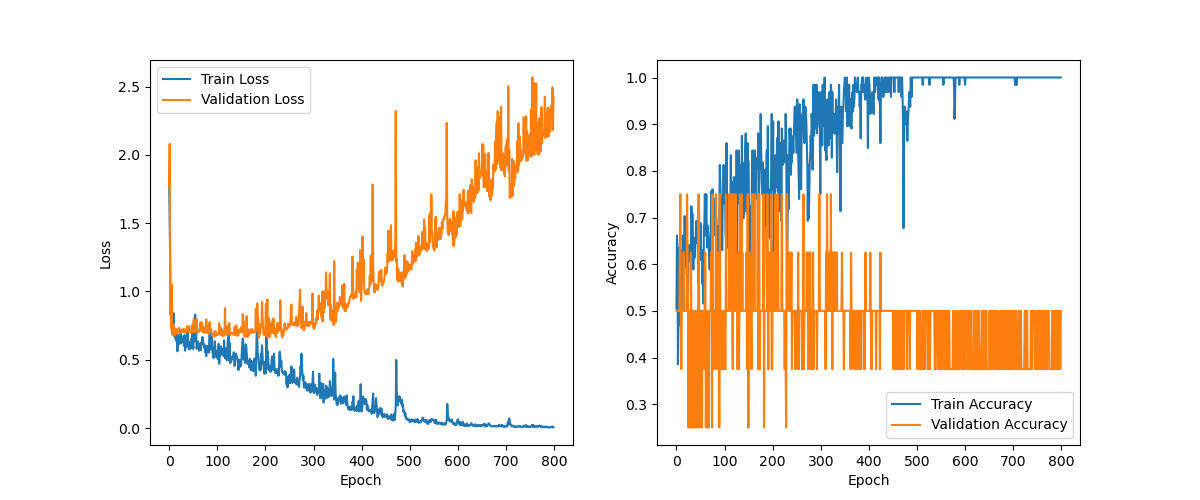 Train Loss
Validation Loss
2.5
2.0
1.5
1.0
0.5
0.0
Loss
0 100 200 300 400 500 600 700 800
Epoch
1.0
0.9
0.8
0.7
0.6
0.5
0.4
0.3
Accuracy
Train Accuracy
Validation Accuracy
0 100 200 300 400 500 600 700 800
Epoch